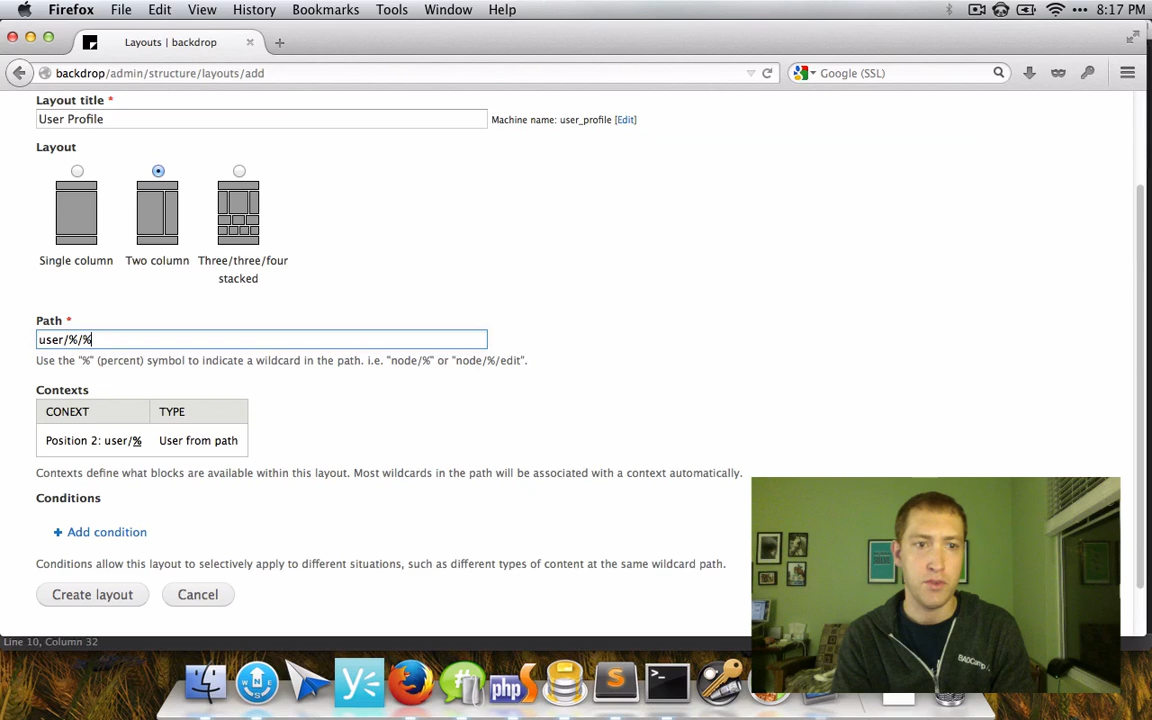 Firefox File Edit View History Bookmarks Tools Window Help 8:17 PM
Layouts | backdrop
backdrop/admin/structure/layouts/add
Google (SSL)
Layout title *
User Profile
Machine name: user_profile [Edit]
Layout
Single column Two column Three/three/four stacked
Path *
user/%/%
Use the "%" (percent) symbol to indicate a wildcard in the path. i.e. "node/%" or "node/%/edit".
Contexts
CONEXT TYPE
Position 2: user/% User from path
Contexts define what blocks are available within this layout. Most wildcards in the path will be associated with a context automatically.
Conditions
+ Add condition
Conditions allow this layout to selectively apply to different situations, such as different types of content at the same wildcard path.
Create layout Cancel
Line 10, Column 32
php
BADCamp